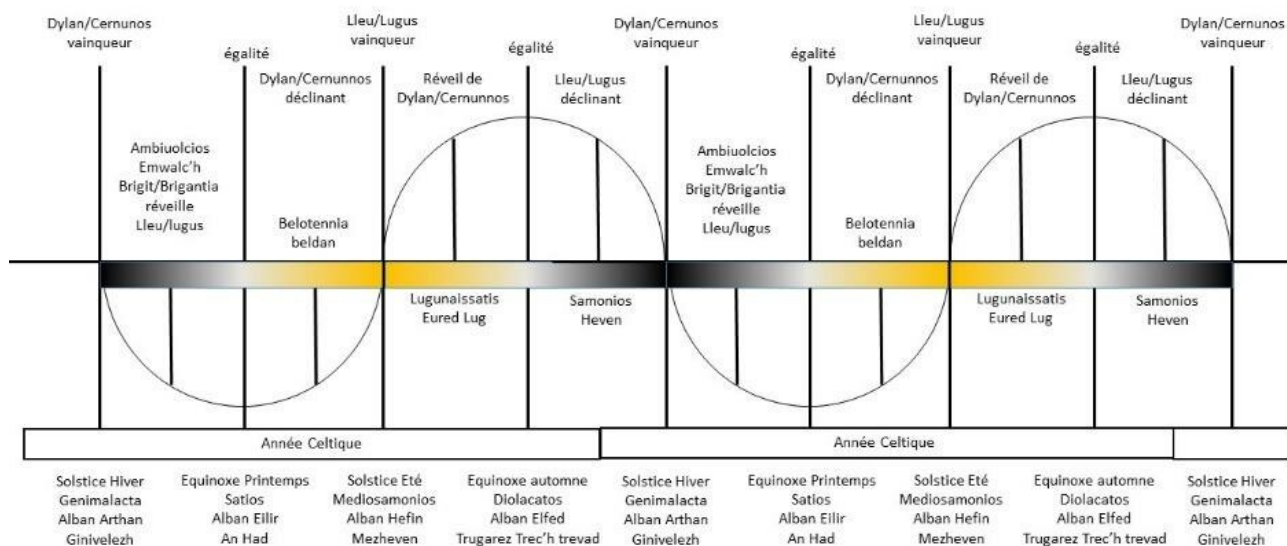 Dylan/Cernunos
vainqueur
égalité
Lleu/Lugus
vainqueur
égalité
Dylan/Cernunos
vainqueur
égalité
Lleu/Lugus
vainqueur
égalité
Dylan/Cernunos
vainqueur
Dylan/Cernunnos
déclinant
Réveil de
Dylan/Cernunnos
Lleu/Lugus
déclinant
Dylan/Cernunnos
déclinant
Réveil de
Dylan/Cernunnos
Lleu/Lugus
déclinant
Ambiuolcios
Emwalc'h
Brigit/Brigantia
réveille
Lleu/lugus
Belotennia
beldan
Ambiuolcios
Emwalc'h
Brigit/Brigantia
réveille
Lleu/lugus
Belotennia
beldan
Lugunaissatis
Eured Lug
Samonios
Heven
Lugunaissatis
Eured Lug
Samonios
Heven
Année Celtique
Année Celtique
Solstice Hiver
Genimalacta
Alban Arthan
Ginivelezh
Equinoxe Printemps
Satios
Alban Eilir
An Had
Solstice Eté
Mediosamonios
Alban Hefin
Mezheven
Equinoxe automne
Diolacatos
Alban Elfed
Trugarez Trec'h trevad
Solstice Hiver
Genimalacta
Alban Arthan
Ginivelezh
Equinoxe Printemps
Satios
Alban Eilir
An Had
Solstice Eté
Mediosamonios
Alban Hefin
Mezheven
Equinoxe automne
Diolacatos
Alban Elfed
Trugarez Trec'h trevad
Solstice Hiver
Genimalacta
Alban Arthan
Ginivelezh